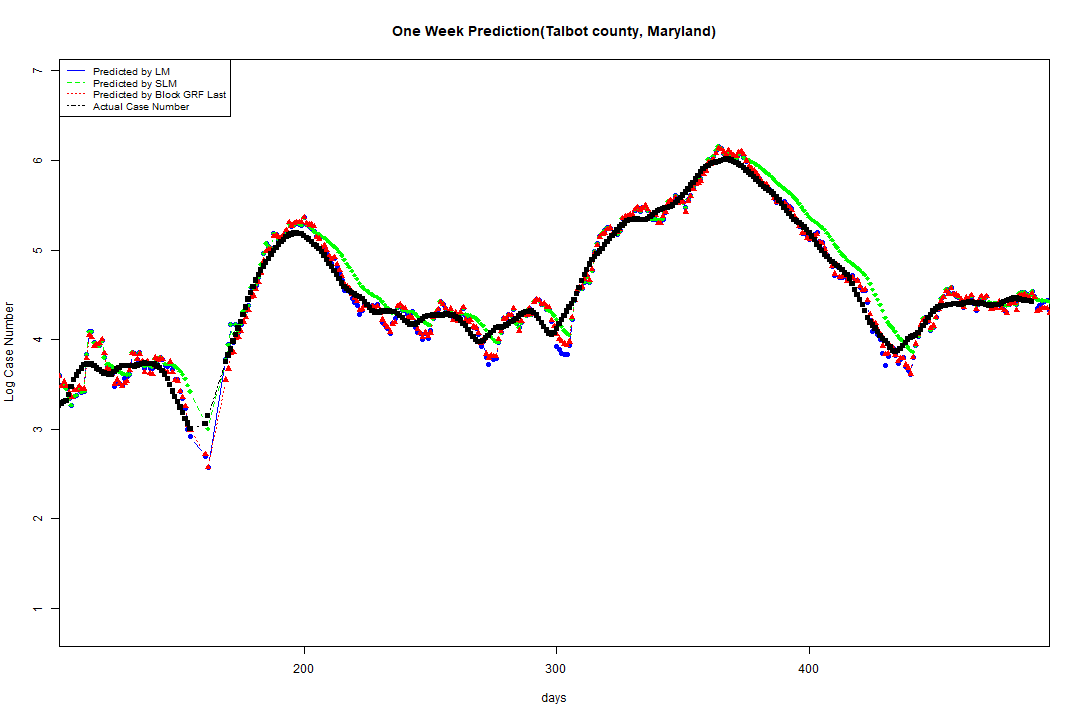 One Week Prediction(Talbot county, Maryland)
Predicted by LM
Predicted by SLM
Predicted by Block GRF Last
Actual Case Number
7
6
5
4
3
2
1
Log Case Number
200 300 400
days